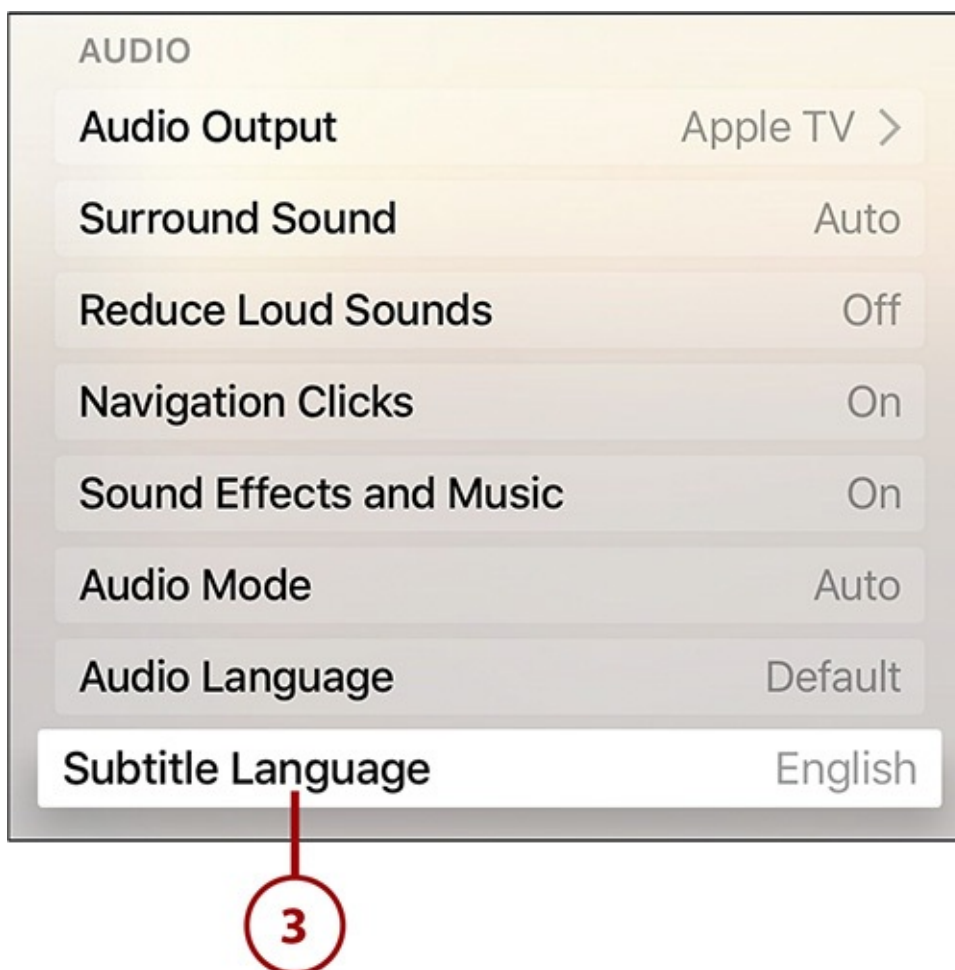 AUDIO
Audio Output Apple TV >
Surround Sound Auto
Reduce Loud Sounds Off
Navigation Clicks On
Sound Effects and Music On
Audio Mode Auto
Audio Language Default
Subtitle Language English
3